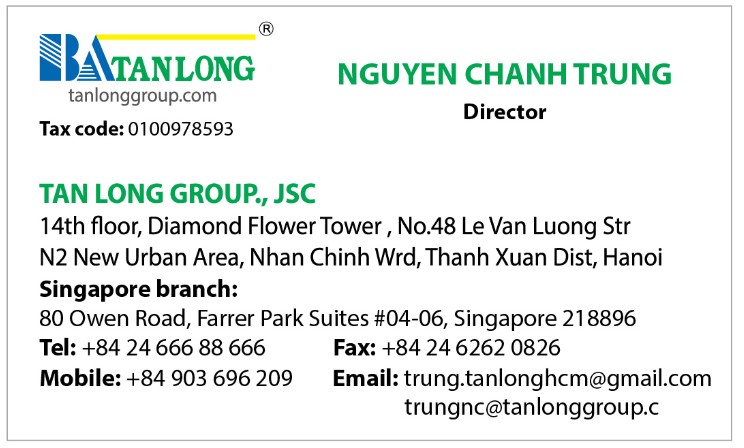 BATANLONG ®
tanlonggroup.com
Tax code: 0100978593
NGUYEN CHANH TRUNG
Director
TAN LONG GROUP., JSC
14th floor, Diamond Flower Tower , No.48 Le Van Luong Str
N2 New Urban Area, Nhan Chinh Wrd, Thanh Xuan Dist, Hanoi
Singapore branch:
80 Owen Road, Farrer Park Suites #04-06, Singapore 218896
Tel: +84 24 666 88 666 Fax: +84 24 6262 0826
Mobile: +84 903 696 209 Email: trung.tanlonghcm@gmail.com
trungnc@tanlonggroup.c